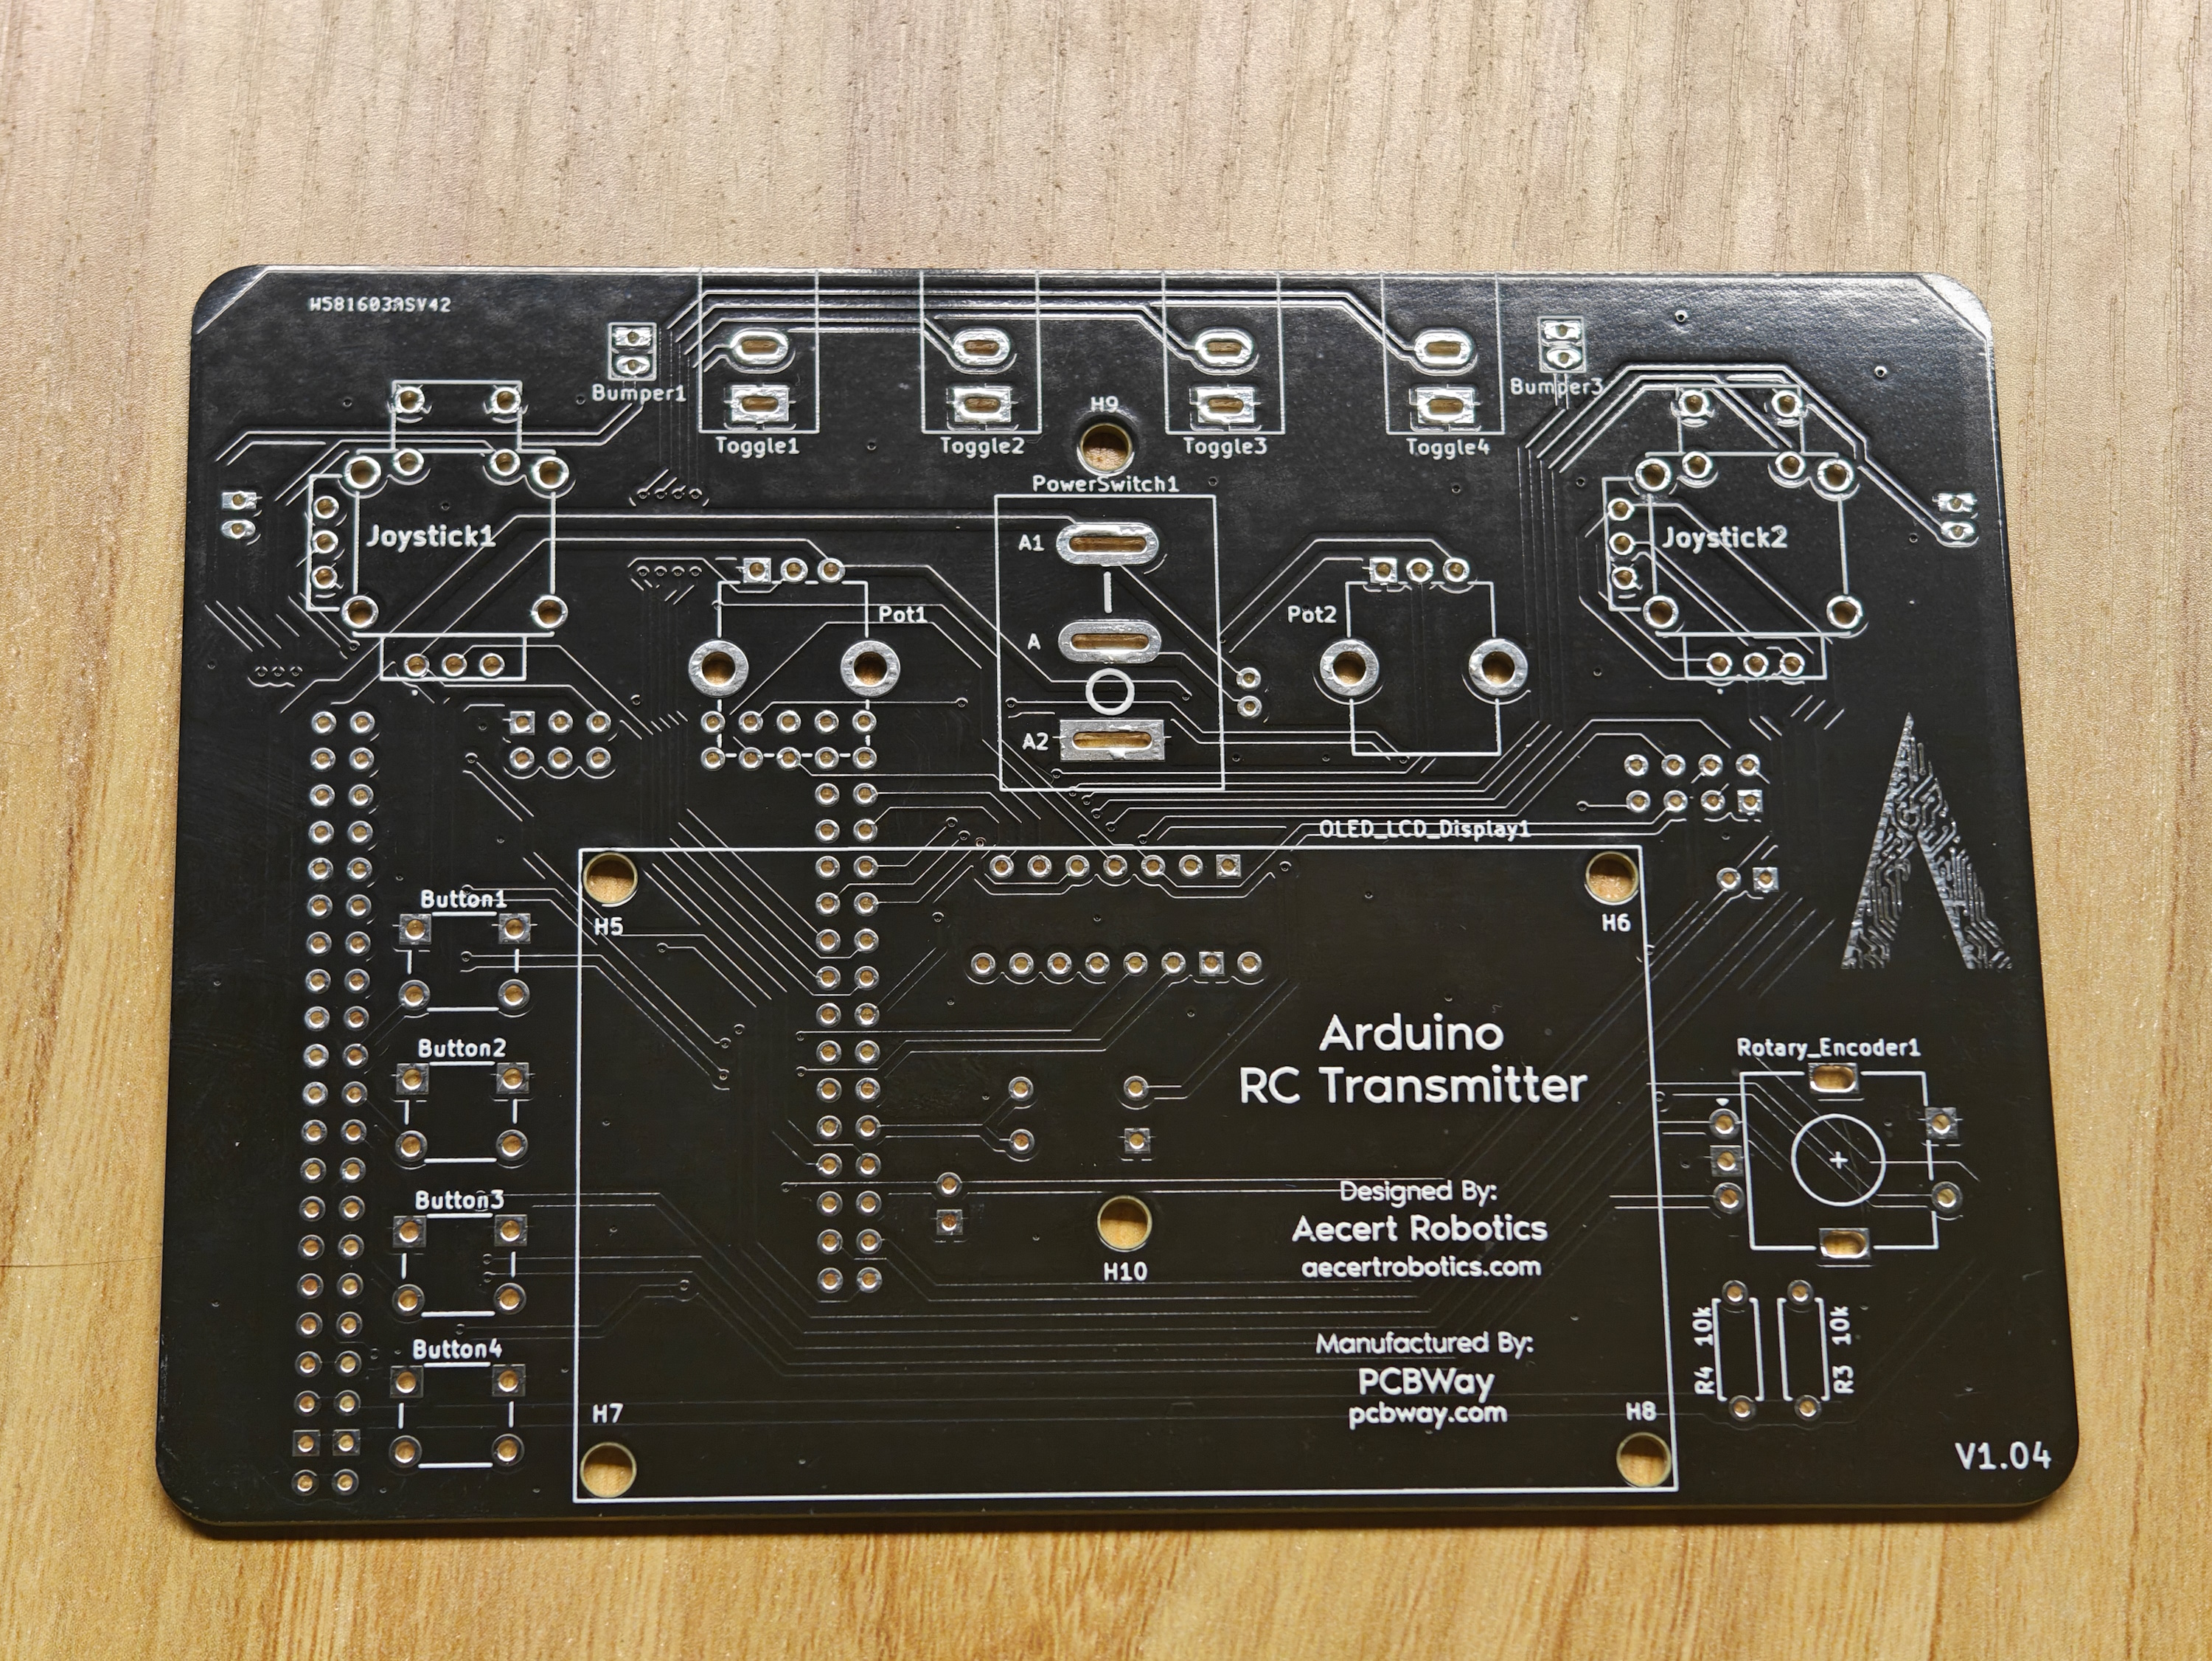 W581603ASV42
Bumper1
Toggle1
Toggle2
H9
Toggle3
Toggle4
Bumper3
PowerSwitch1
Joystick1
A1
Joystick2
Pot1
A
Pot2
A2
OLED_LCD_Display1
Button1
H5
H6
Arduino
RC Transmitter
Button2
Rotary_Encoder1
Button3
Designed By:
Aecert Robotics
aecertrobotics.com
H10
Button4
Manufactured By:
PCBWay
pcbway.com
R4 10k
R3 10k
H7
H8
V1.04